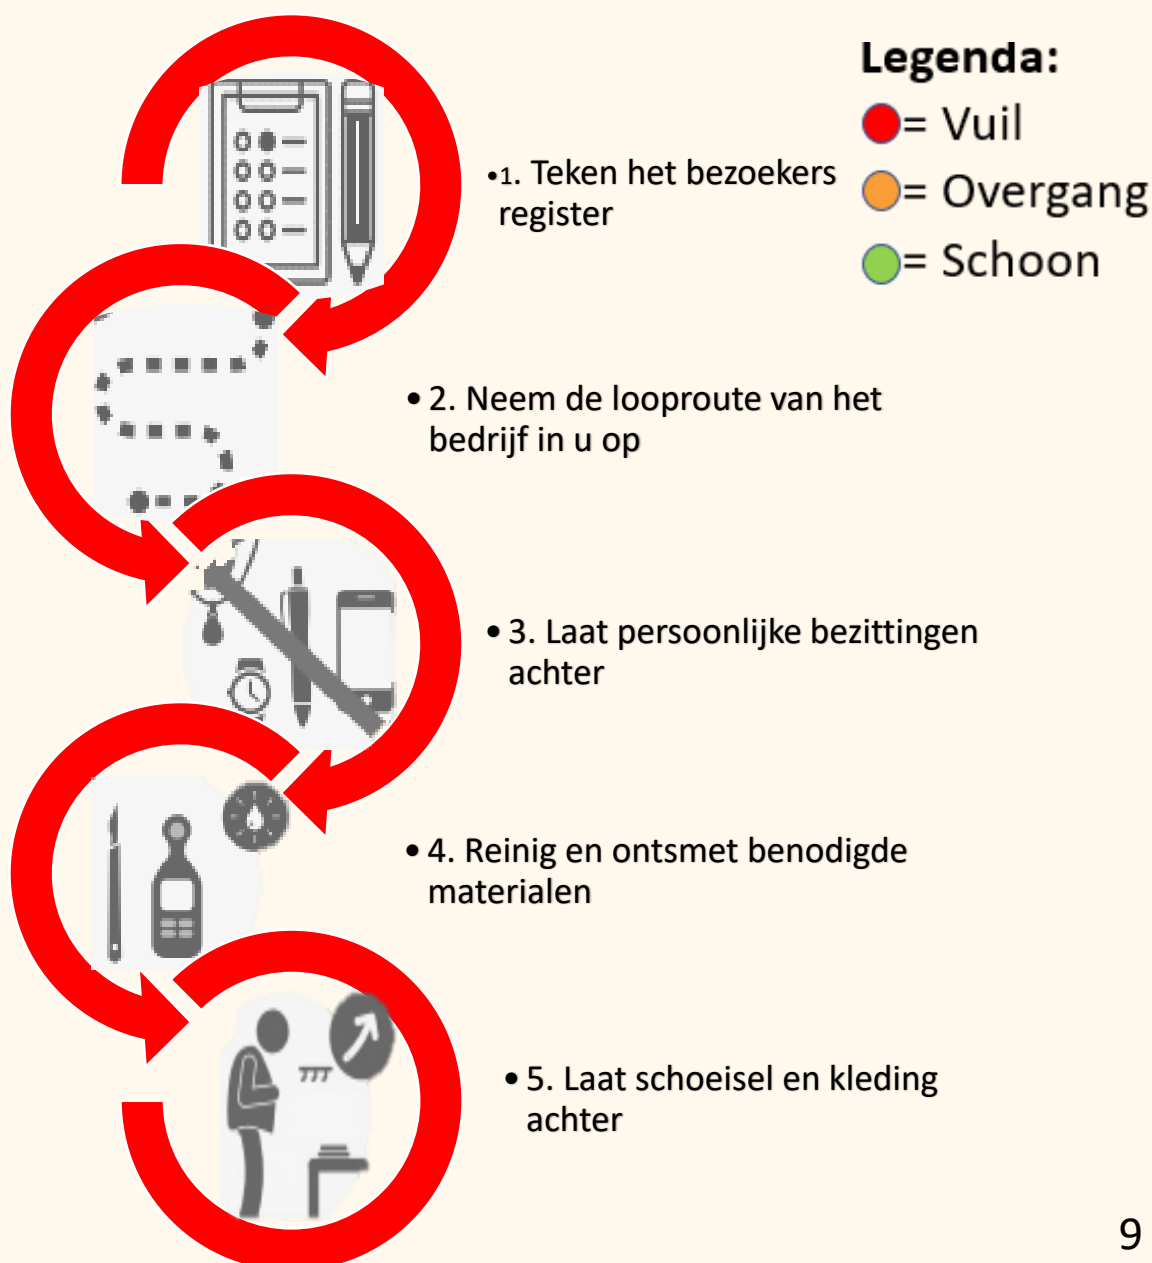 Legenda:
= Vuil
= Overgang
= Schoon
•1. Teken het bezoekers
register
• 2. Neem de looproute van het
bedrijf in u op
• 3. Laat persoonlijke bezittingen
achter
• 4. Reinig en ontsmet benodigde
materialen
• 5. Laat schoeisel en kleding
achter
9